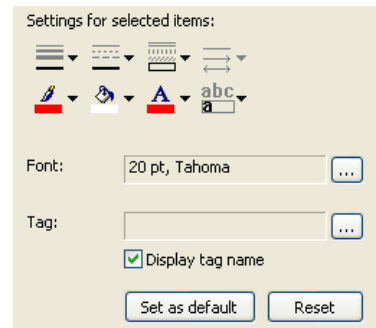 Settings for selected items:
A abc
a
Font: 20 pt, Tahoma ...
Tag: ...
Display tag name
Set as default Reset